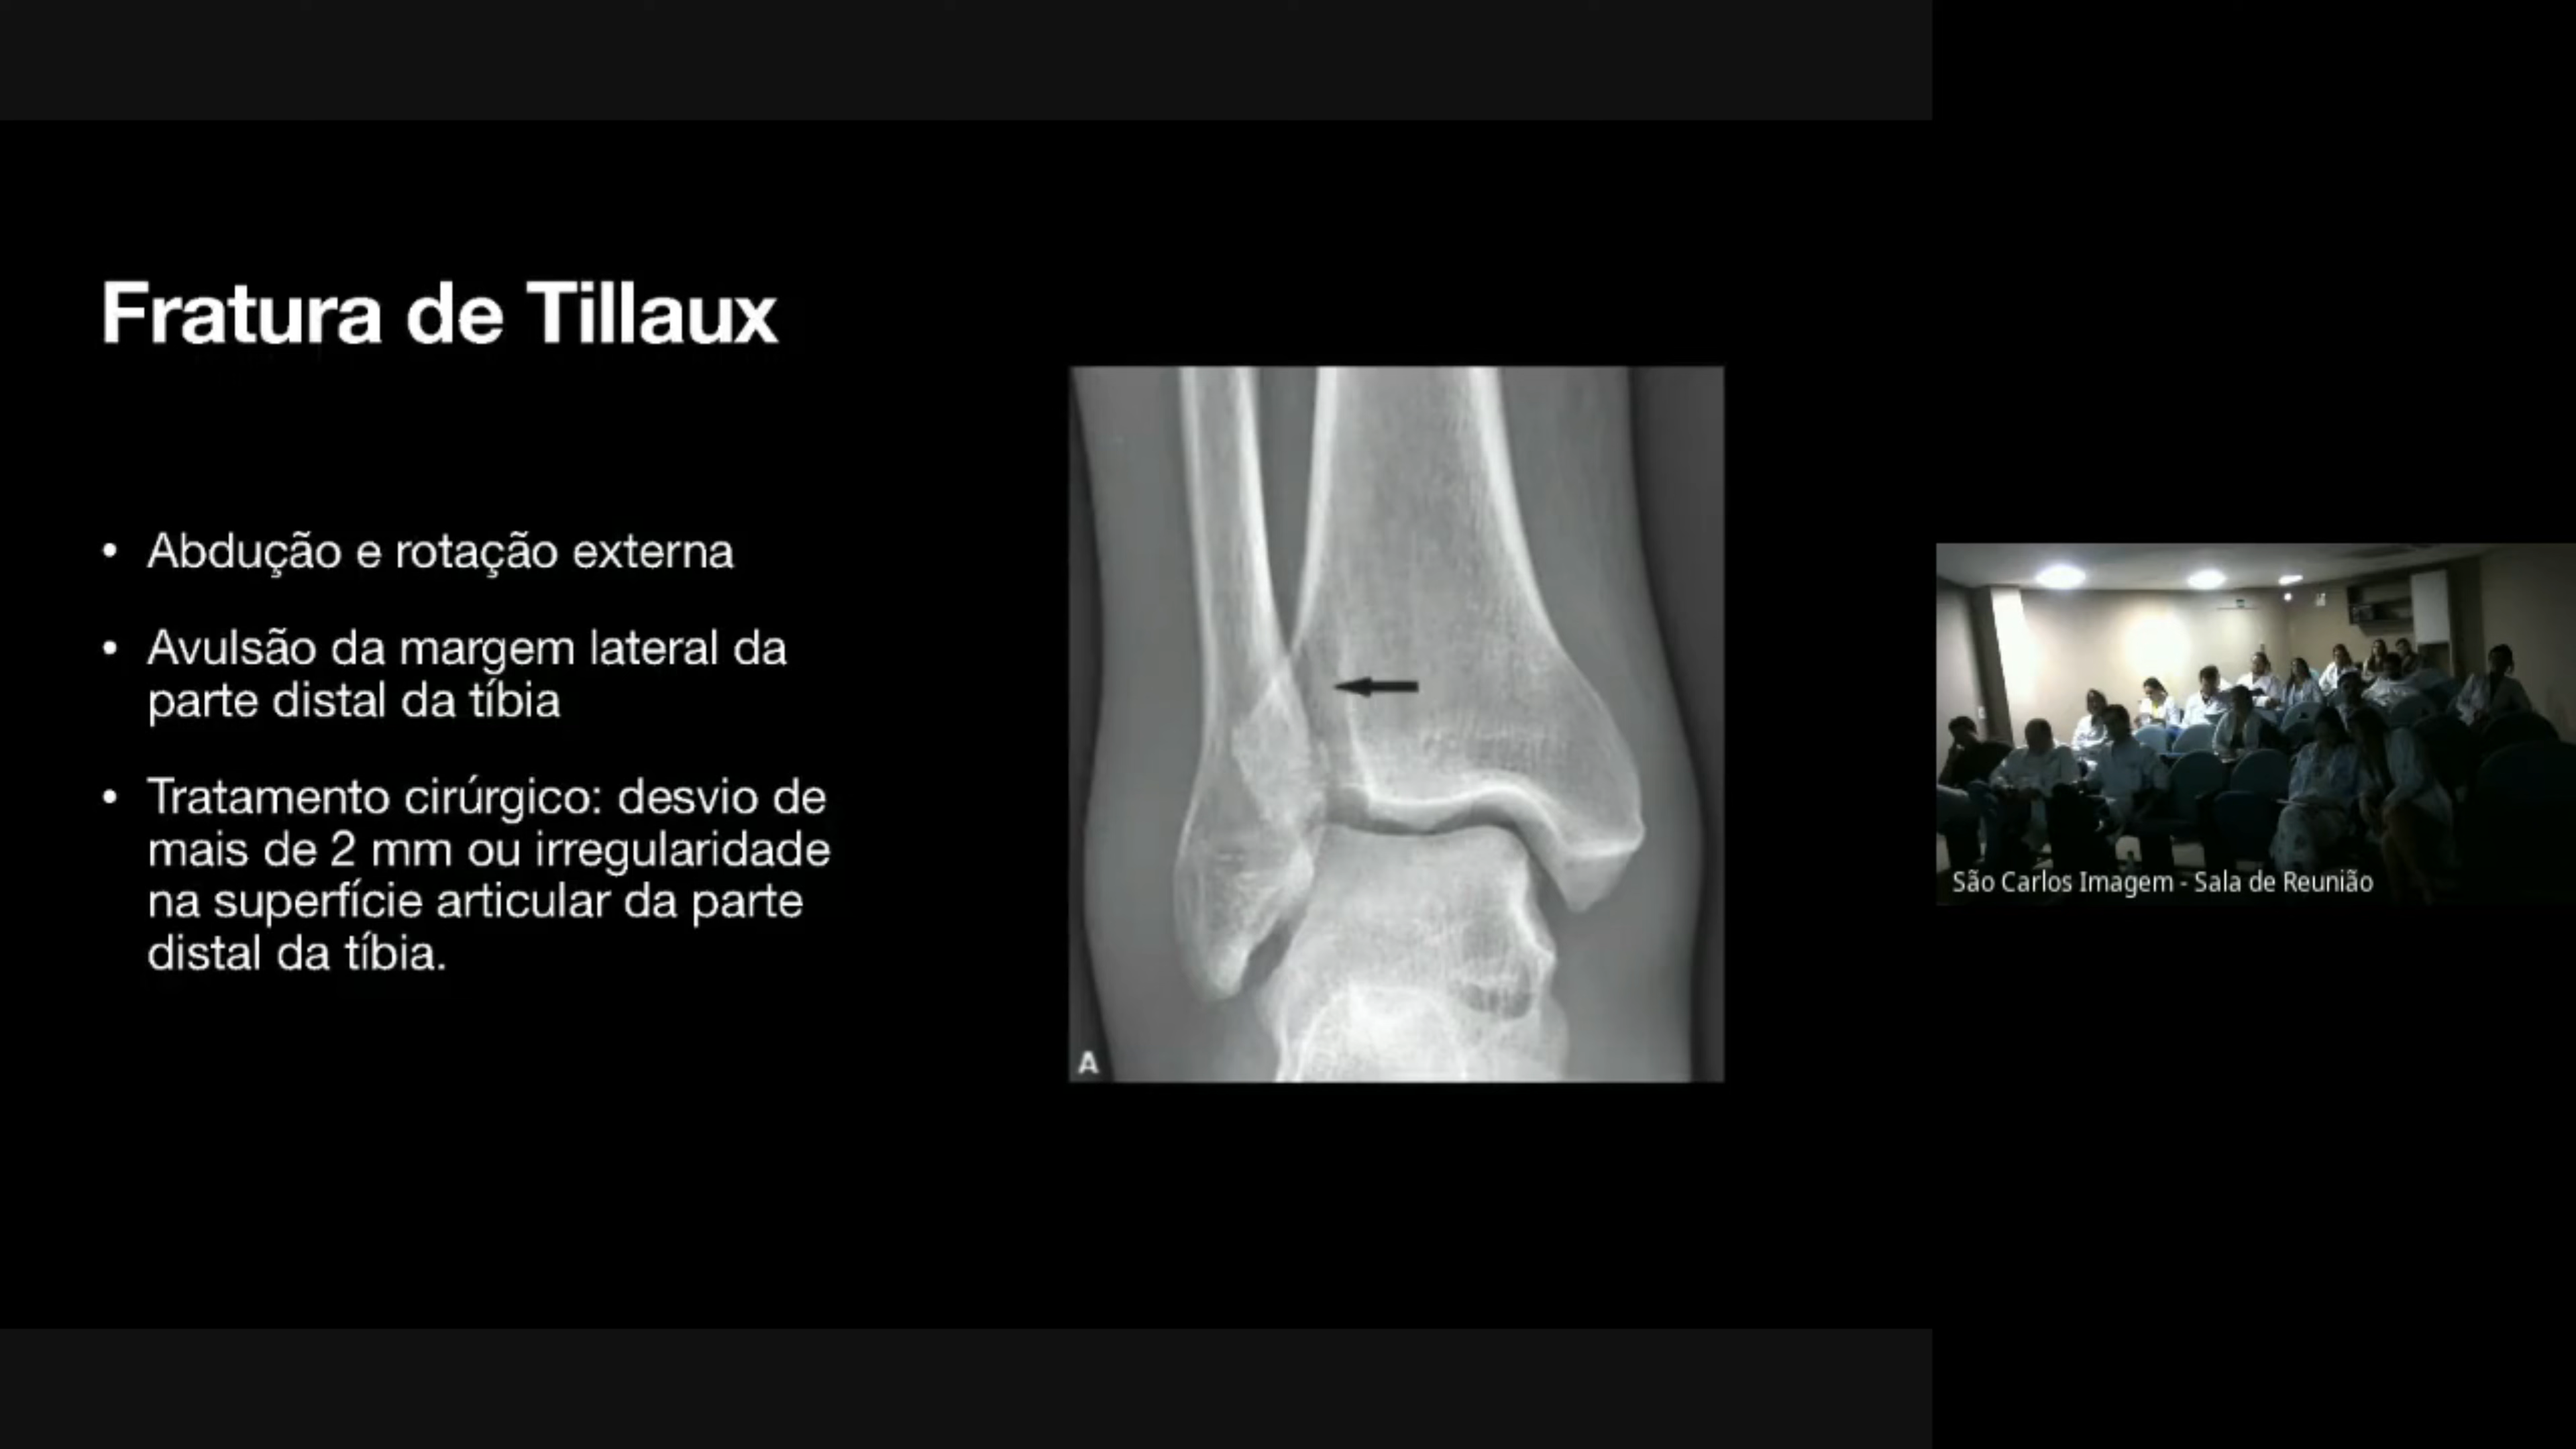 Fratura de Tillaux
• Abdução e rotação externa
• Avulsão da margem lateral da
parte distal da tíbia
• Tratamento cirúrgico: desvio de
mais de 2 mm ou irregularidade
na superfície articular da parte
distal da tíbia.
A
São Carlos Imagem - Sala de Reunião